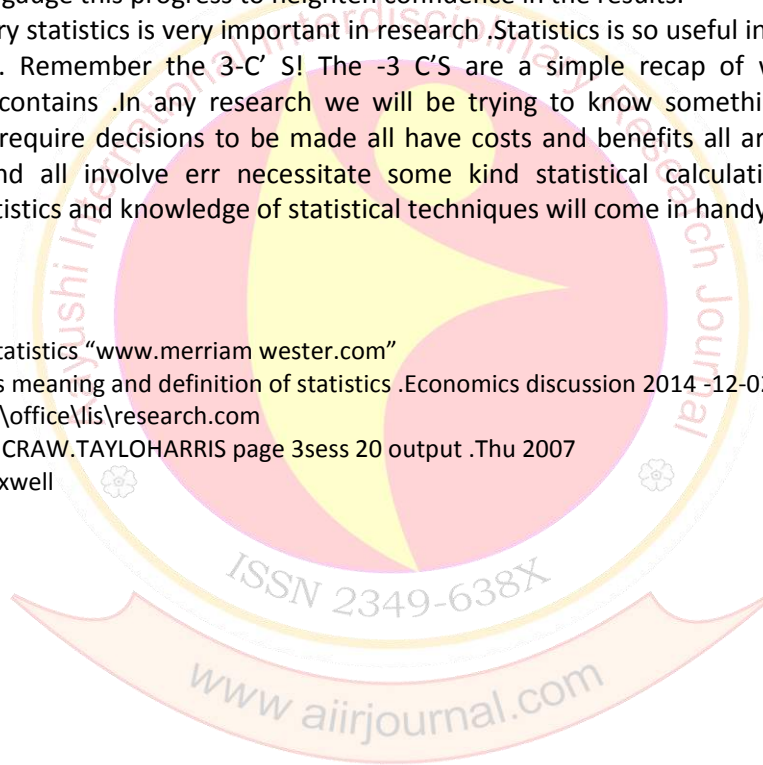 this progress to heighten confidence in the results.
ry statistics is very important in research .Statistics is so useful in
. Remember the 3-C’ S! The -3 C’S are a simple recap of
contains .In any research we will be trying to know
require decisions to be made all have costs and benefits all
nd all involve err necessitate some kind statistical
tistics and knowledge of statistical techniques will come in handy
tatistics “www.merriam wester.com”
s meaning and definition of statistics .Economics discussion 2014 -12-
\office\lis\research.com
CRAW.TAYLOHARRIS page 3sess 20 output .Thu 2007
xwell
ayushi International Interdisciplinary Research Journal
ISSN 2349-638X
www aiirjournal.com